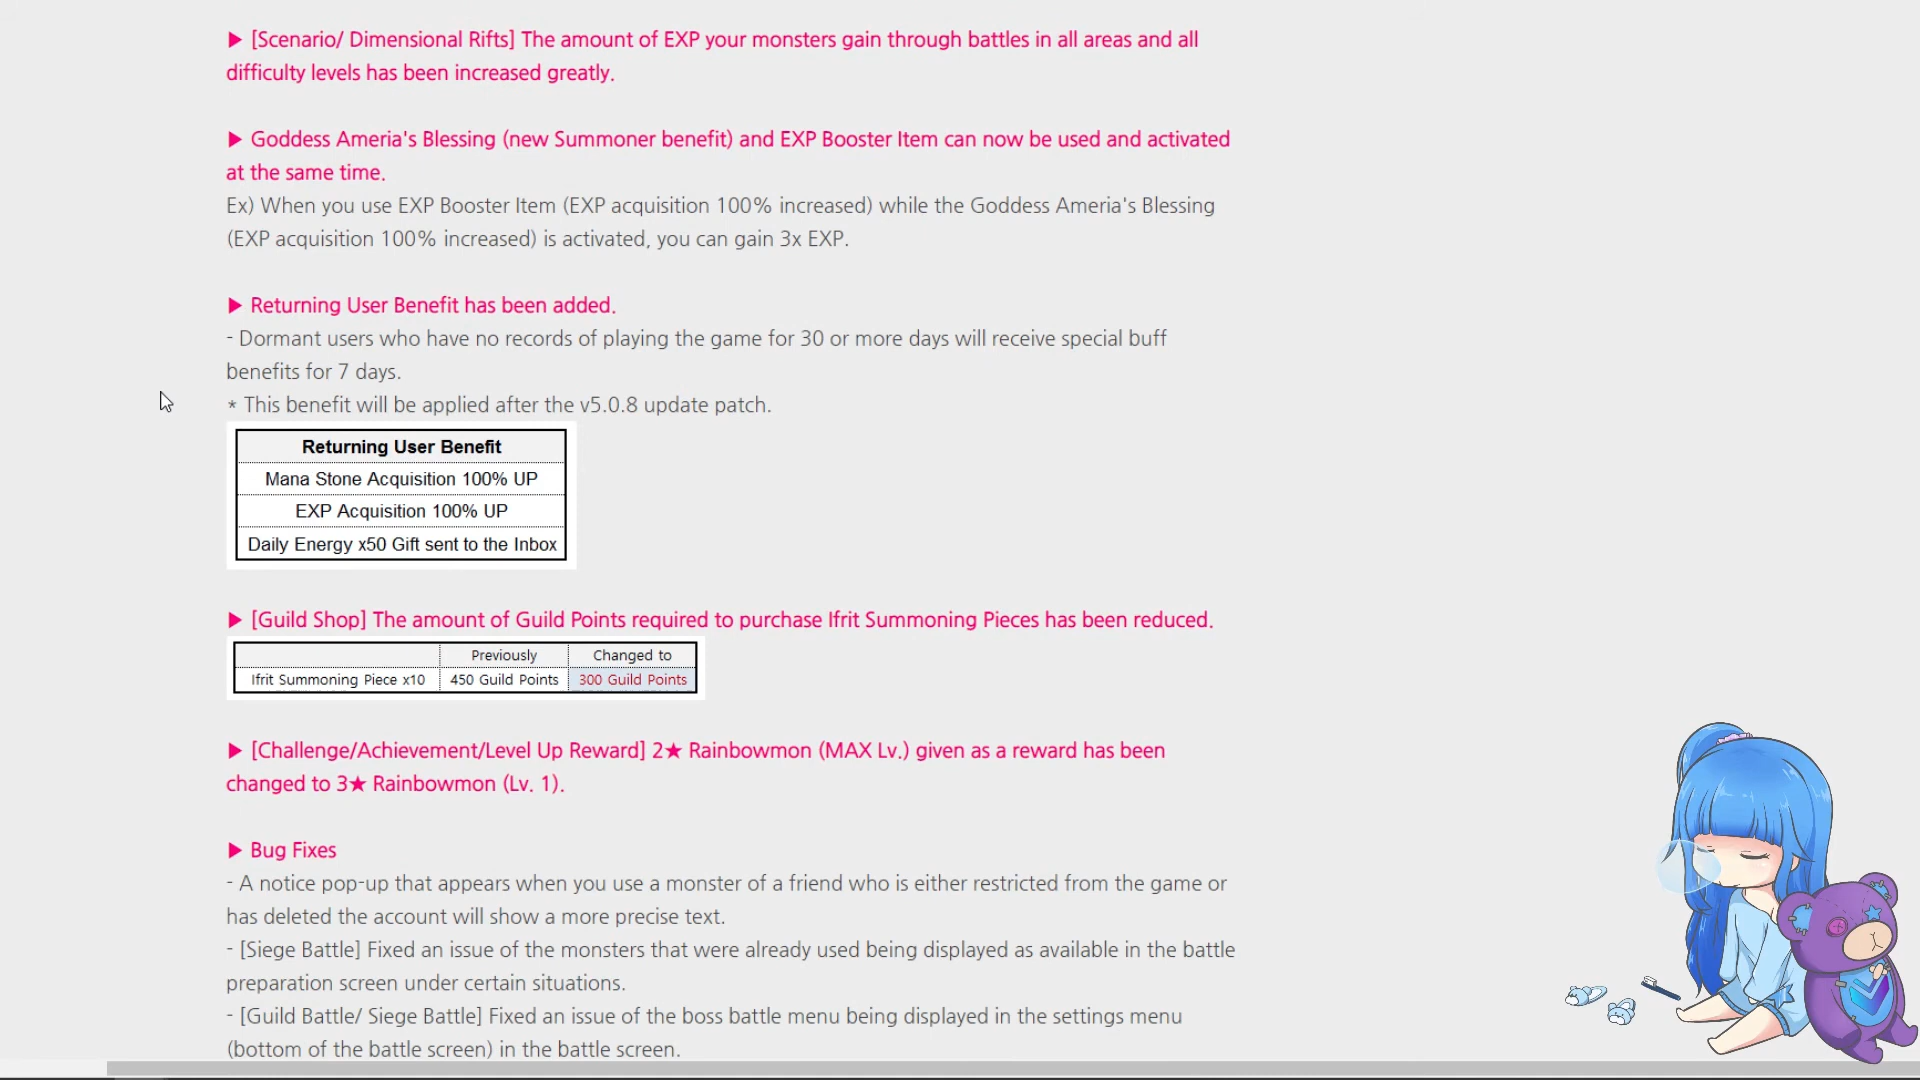 ▶ [Scenario/ Dimensional Rifts] The amount of EXP your monsters gain through battles in all areas and all
difficulty levels has been increased greatly.
▶ Goddess Ameria's Blessing (new Summoner benefit) and EXP Booster Item can now be used and activated
at the same time.
Ex) When you use EXP Booster Item (EXP acquisition 100% increased) while the Goddess Ameria's Blessing
(EXP acquisition 100% increased) is activated, you can gain 3x EXP.
▶ Returning User Benefit has been added.
- Dormant users who have no records of playing the game for 30 or more days will receive special buff
benefits for 7 days.
* This benefit will be applied after the v5.0.8 update patch.
Returning User Benefit
Mana Stone Acquisition 100% UP
EXP Acquisition 100% UP
Daily Energy x50 Gift sent to the Inbox
▶ [Guild Shop] The amount of Guild Points required to purchase Ifrit Summoning Pieces has been reduced.
Previously Changed to
Ifrit Summoning Piece x10 450 Guild Points 300 Guild Points
▶ [Challenge/Achievement/Level Up Reward] 2★ Rainbowmon (MAX Lv.) given as a reward has been
changed to 3★ Rainbowmon (Lv. 1).
▶ Bug Fixes
- A notice pop-up that appears when you use a monster of a friend who is either restricted from the game or
has deleted the account will show a more precise text.
- [Siege Battle] Fixed an issue of the monsters that were already used being displayed as available in the battle
preparation screen under certain situations.
- [Guild Battle/ Siege Battle] Fixed an issue of the boss battle menu being displayed in the settings menu
(bottom of the battle screen) in the battle screen.